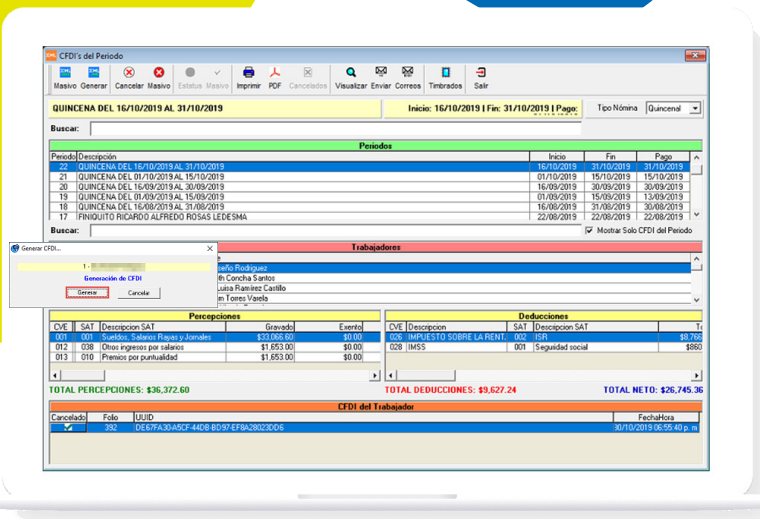 CFDI's del Periodo
Masivo Generar Cancelar Masivo Estatus Masivo Imprimir PDF Cancelados Visualizar Enviar Correos Timbrados Salir
QUINCENA DEL 16/10/2019 AL 31/10/2019
Inicio: 16/10/2019 | Fin: 31/10/2019 | Pago:
Tipo Nómina Quincenal
Buscar:
Periodos
Periodo Descripción Inicio Fin Pago
22 QUINCENA DEL 16/10/2019 AL 31/10/2019 16/10/2019 31/10/2019 31/10/2019
21 QUINCENA DEL 01/10/2019 AL 15/10/2019 01/10/2019 15/10/2019 15/10/2019
20 QUINCENA DEL 16/09/2019 AL 30/09/2019 16/09/2019 30/09/2019 30/09/2019
19 QUINCENA DEL 01/09/2019 AL 15/09/2019 01/09/2019 15/09/2019 13/09/2019
18 QUINCENA DEL 16/08/2019 AL 31/08/2019 16/08/2019 31/08/2019 30/08/2019
17 FINIQUITO RICARDO ALFREDO ROSAS LEDESMA 22/08/2019 22/08/2019 22/08/2019
Buscar:
Mostrar Solo CFDI del Periodo
Generar CFDI...
1 -
Generación de CFDI
Generar Cancelar
Trabajadores
Rodriguez
Concha Santos
Ramírez Castillo
Torres Varela
Percepciones
CVE SAT Descripcion SAT Gravado Exento
001 001 Sueldos, Salarios Rayas y Jornales $33,066.60 $0.00
012 038 Otros ingresos por salarios $1,653.00 $0.00
013 010 Premios por puntualidad $1,653.00 $0.00
TOTAL PERCEPCIONES: $36,372.60
Deducciones
CVE Descripcion SAT Descripcion SAT
026 IMPUESTO SOBRE LA RENT. 002 ISR $8,766
028 IMSS 001 Seguridad social $860
TOTAL DEDUCCIONES: $9,627.24
TOTAL NETO: $26,745.36
CFDI del Trabajador
Cancelado Folio UUID FechaHora
392 DE67FA30-A5CF-44DB-BD97-EF8A28023DD6 30/10/2019 06:55:40 p. m